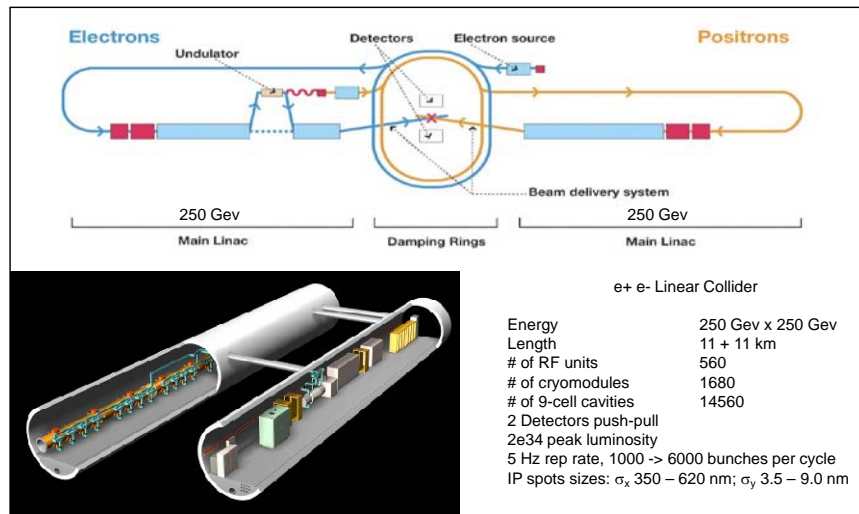 Electrons
Detectors
Electron source
Positrons
Undulator
Beam delivery system
250 Gev
250 Gev
Main Linac
Damping Rings
Main Linac
e+ e- Linear Collider
Energy 250 Gev x 250 Gev
Length 11 + 11 km
# of RF units 560
# of cryomodules 1680
# of 9-cell cavities 14560
2 Detectors push-pull
2e34 peak luminosity
5 Hz rep rate, 1000 -> 6000 bunches per cycle
IP spots sizes: σx 350 – 620 nm; σy 3.5 – 9.0 nm